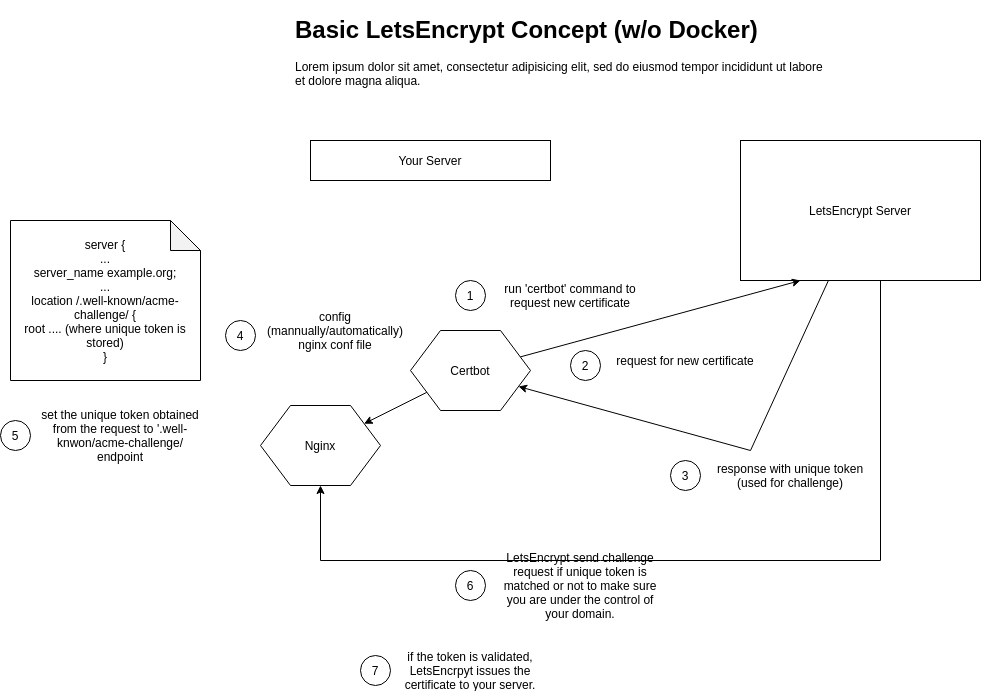 Basic LetsEncrypt Concept (w/o Docker)
Lorem ipsum dolor sit amet, consectetur adipisicing elit, sed do eiusmod tempor incididunt ut labore
et dolore magna aliqua.
Your Server
LetsEncrypt Server
server {
...
server_name example.org;
...
location /.well-known/acme-
challenge/ {
root .... (where unique token is
stored)
}
1
run 'certbot' command to
request new certificate
4
config
(mannually/automatically)
nginx conf file
Certbot
2
request for new certificate
5
set the unique token obtained
from the request to '.well-
knwon/acme-challenge/
endpoint
Nginx
3
response with unique token
(used for challenge)
6
LetsEncrypt send challenge
request if unique token is
matched or not to make sure
you are under the control of
your domain.
7
if the token is validated,
LetsEncrpyt issues the
certificate to your server.